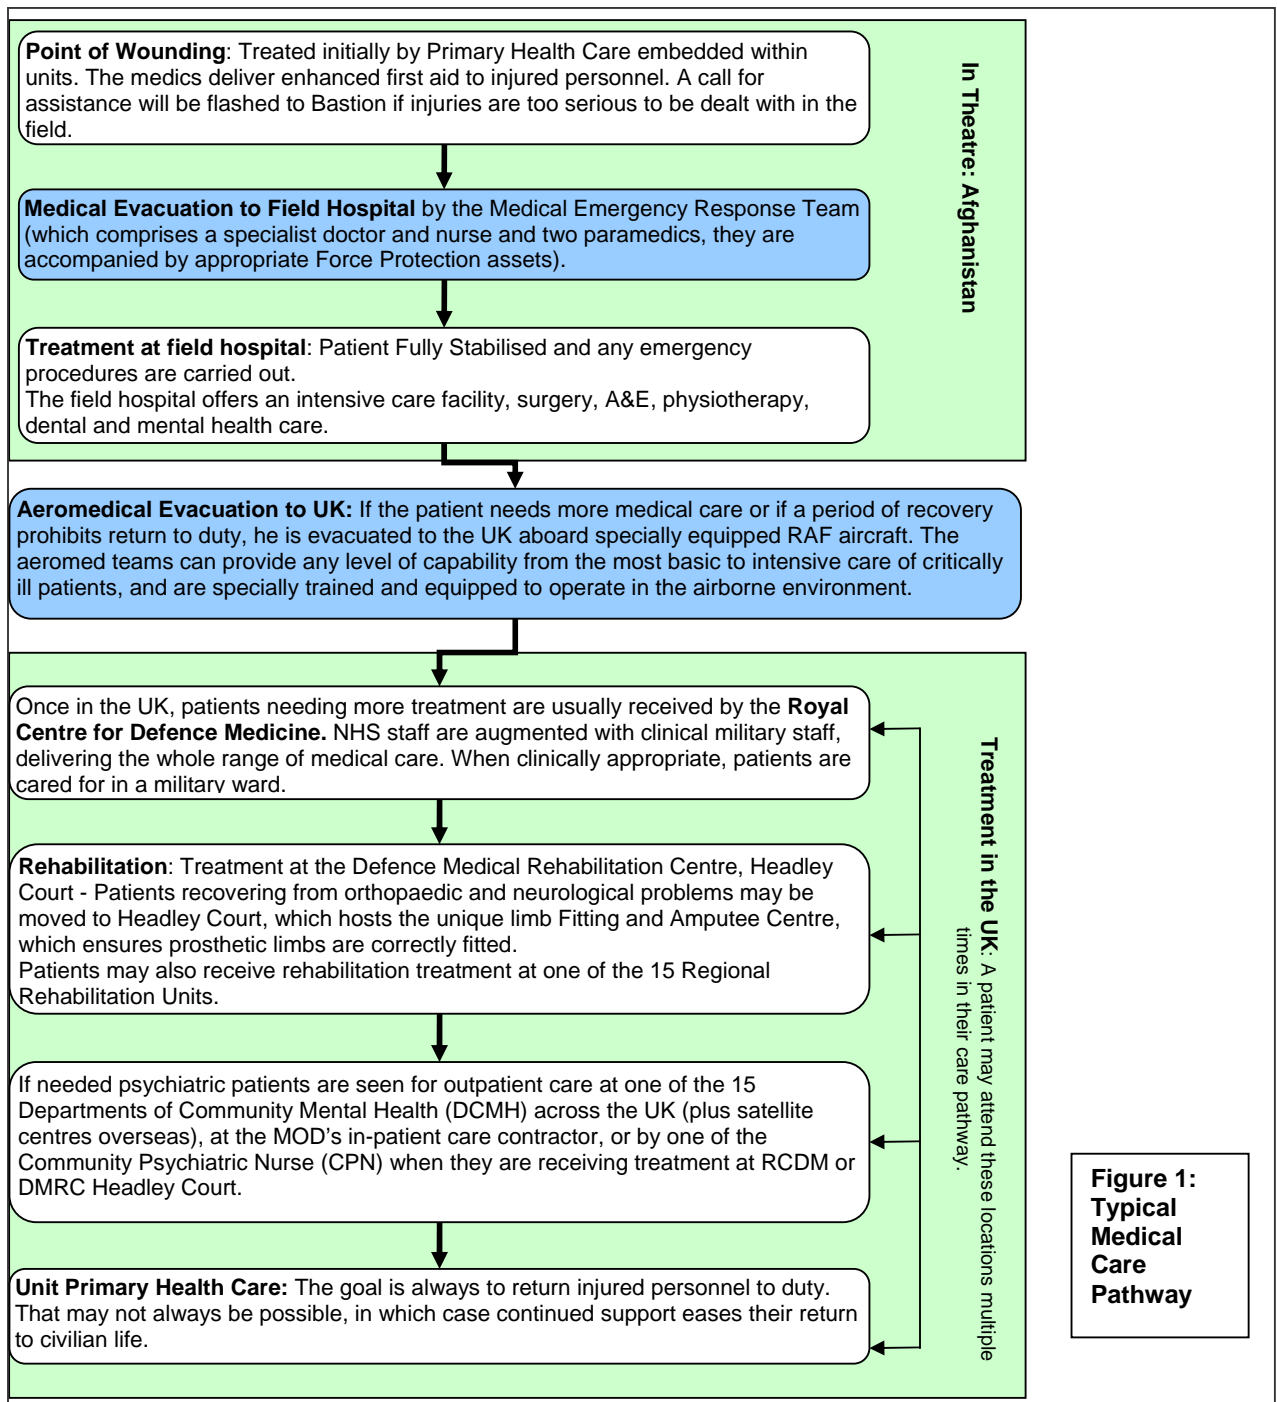 Point of Wounding: Treated initially by Primary Health Care embedded within
units. The medics deliver enhanced first aid to injured personnel. A call for
assistance will be flashed to Bastion if injuries are too serious to be dealt with in the
field.
In Theatre: Afghanistan
Medical Evacuation to Field Hospital by the Medical Emergency Response Team
(which comprises a specialist doctor and nurse and two paramedics, they are
accompanied by appropriate Force Protection assets).
Treatment at field hospital: Patient Fully Stabilised and any emergency
procedures are carried out.
The field hospital offers an intensive care facility, surgery, A&E, physiotherapy,
dental and mental health care.
Aeromedical Evacuation to UK: If the patient needs more medical care or if a period of recovery
prohibits return to duty, he is evacuated to the UK aboard specially equipped RAF aircraft. The
aeromed teams can provide any level of capability from the most basic to intensive care of critically
ill patients, and are specially trained and equipped to operate in the airborne environment.
Once in the UK, patients needing more treatment are usually received by the Royal
Centre for Defence Medicine. NHS staff are augmented with clinical military staff,
delivering the whole range of medical care. When clinically appropriate, patients are
cared for in a military ward.
Treatment in the UK: A patient may attend these locations multiple
times in their care pathway.
Rehabilitation: Treatment at the Defence Medical Rehabilitation Centre, Headley
Court - Patients recovering from orthopaedic and neurological problems may be
moved to Headley Court, which hosts the unique limb Fitting and Amputee Centre,
which ensures prosthetic limbs are correctly fitted.
Patients may also receive rehabilitation treatment at one of the 15 Regional
Rehabilitation Units.
If needed psychiatric patients are seen for outpatient care at one of the 15
Departments of Community Mental Health (DCMH) across the UK (plus satellite
centres overseas), at the MOD's in-patient care contractor, or by one of the
Community Psychiatric Nurse (CPN) when they are receiving treatment at RCDM or
DMRC Headley Court.
Unit Primary Health Care: The goal is always to return injured personnel to duty.
That may not always be possible, in which case continued support eases their return
to civilian life.
Figure 1:
Typical
Medical
Care
Pathway